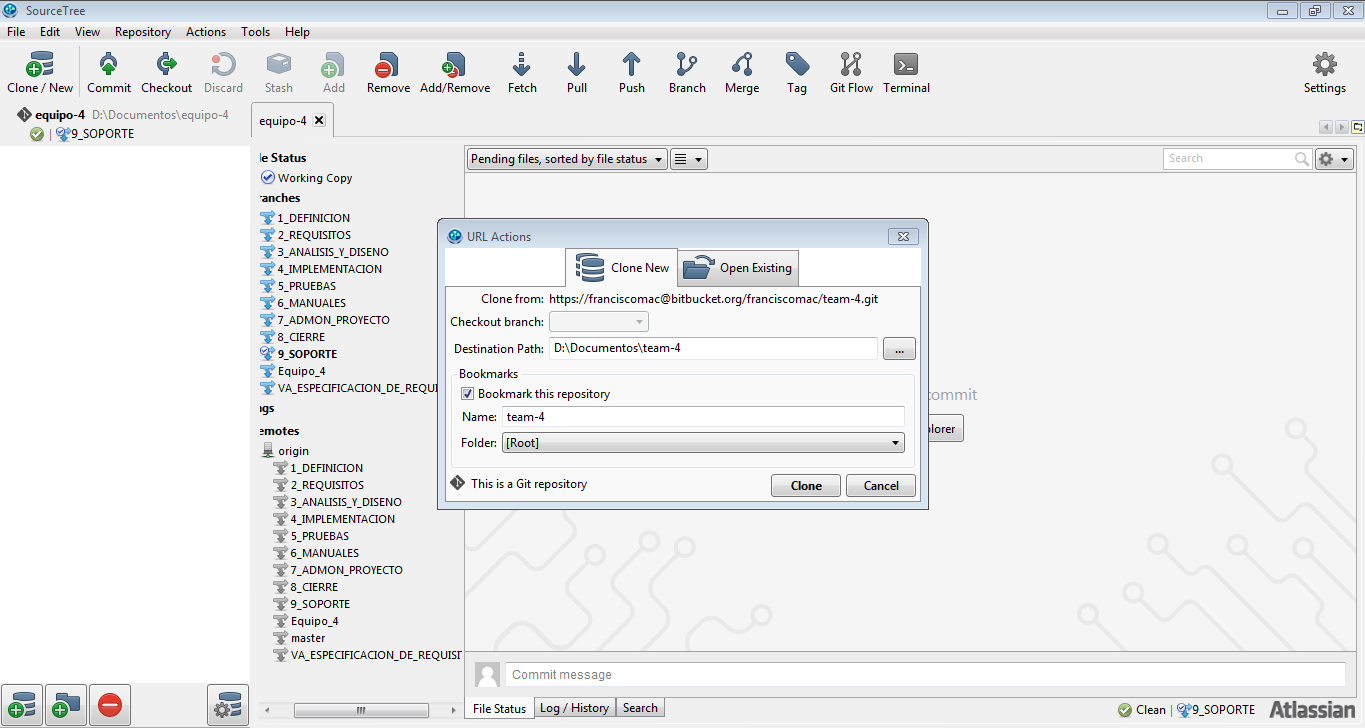 SourceTree
File Edit View Repository Actions Tools Help
Clone / New Commit Checkout Discard Stash Add Remove Add/Remove Fetch Pull Push Branch Merge Tag Git Flow Terminal Settings
equipo-4 D:\Documentos\equipo-4
| 9_SOPORTE
equipo-4
le Status
Working Copy
ranches
1_DEFINICION
2_REQUISITOS
3_ANALISIS_Y_DISENO
4_IMPLEMENTACION
5_PRUEBAS
6_MANUALES
7_ADMON_PROYECTO
8_CIERRE
9_SOPORTE
Equipo_4
VA_ESPECIFICACION_DE_REQU
ags
emotes
origin
1_DEFINICION
2_REQUISITOS
3_ANALISIS_Y_DISENO
4_IMPLEMENTACION
5_PRUEBAS
6_MANUALES
7_ADMON_PROYECTO
8_CIERRE
9_SOPORTE
Equipo_4
master
VA_ESPECIFICACION_DE_REQUISI
Pending files, sorted by file status
Search
URL Actions
Clone New Open Existing
Clone from: https://franciscomac@bitbucket.org/franciscomac/team-4.git
Checkout branch:
Destination Path: D:\Documentos\team-4 ...
Bookmarks
Bookmark this repository
Name: team-4
Folder: [Root]
This is a Git repository
Clone Cancel
commit
plorer
Commit message
File Status Log / History Search
Clean | 9_SOPORTE Atlassian